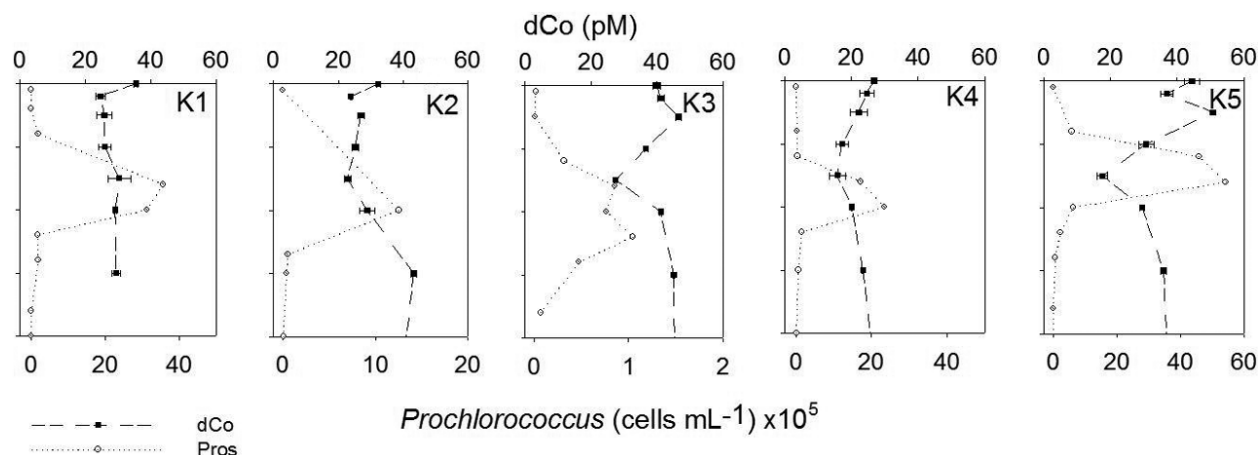 dCo (pM)
0 20 40 60 0 20 40 60 0 20 40 60 0 20 40 60 0 20 40 60
K1 K2 K3 K4 K5
0 20 40 0 10 20 0 1 2 0 20 40 60 0 20 40 60
Prochlorococcus (cells mL-1) x10^5
dCo
Pros